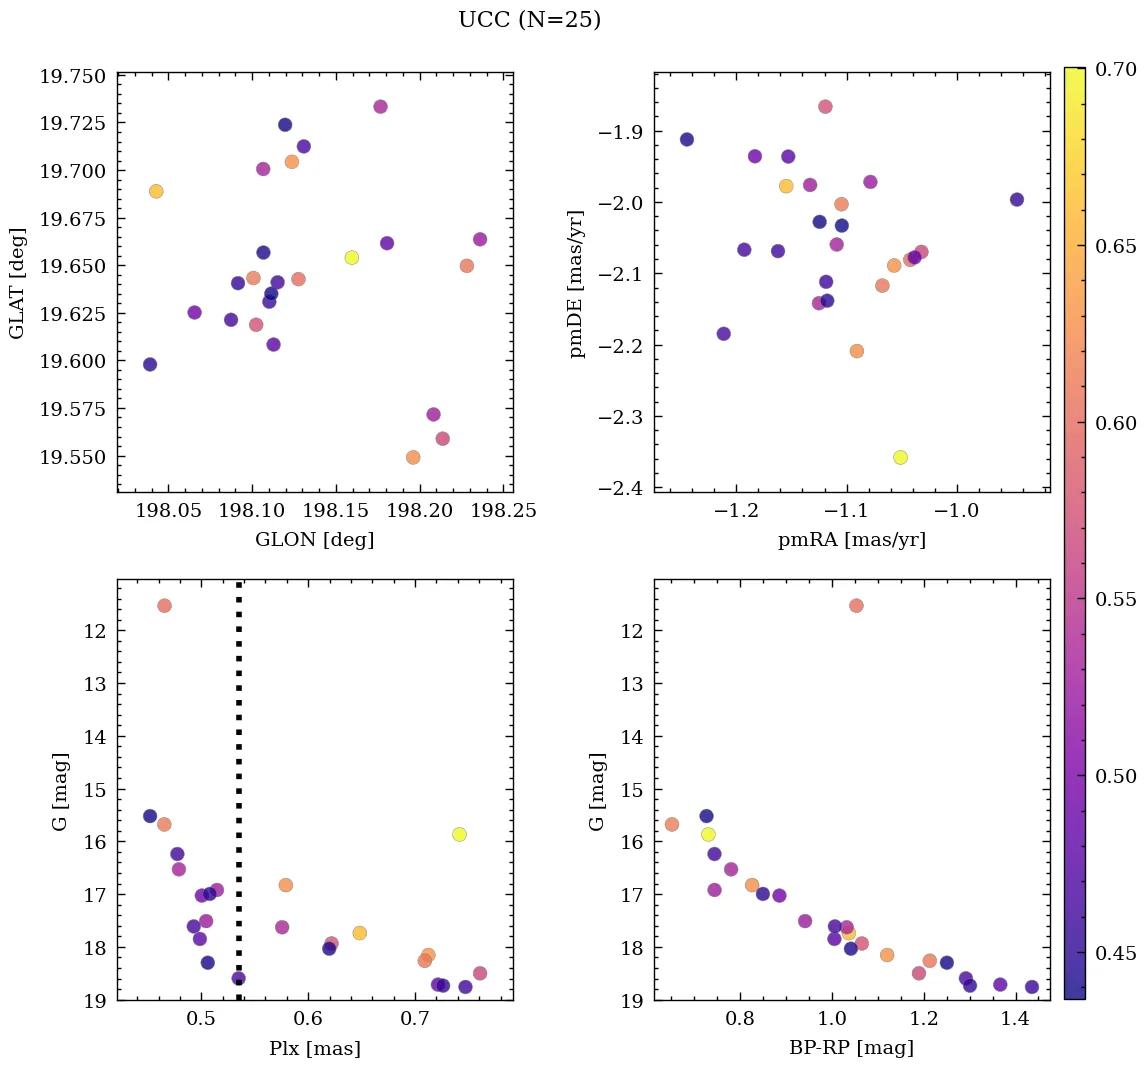 UCC (N=25)
19.750
19.725
19.700
19.675
19.650
19.625
19.600
19.575
19.550
GLAT [deg]
198.05 198.10 198.15 198.20 198.25
GLON [deg]
−1.9
−2.0
−2.1
−2.2
−2.3
−2.4
pmDE [mas/yr]
−1.2 −1.1 −1.0
pmRA [mas/yr]
0.70
0.65
0.60
0.55
0.50
0.45
12
13
14
15
16
17
18
19
G [mag]
0.5 0.6 0.7
Plx [mas]
12
13
14
15
16
17
18
19
G [mag]
0.8 1.0 1.2 1.4
BP-RP [mag]